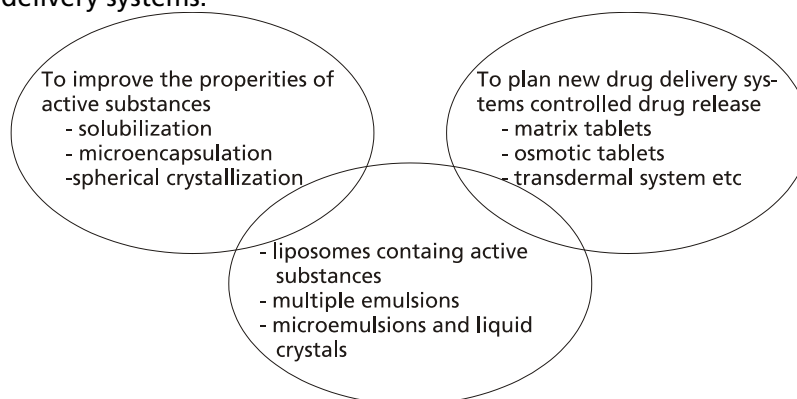 delivery systems.
To improve the properities of
active substances
- solubilization
- microencapsulation
-spherical crystallization
To plan new drug delivery sys-
tems controlled drug release
- matrix tablets
- osmotic tablets
- transdermal system etc
- liposomes containg active
substances
- multiple emulsions
- microemulsions and liquid
crystals